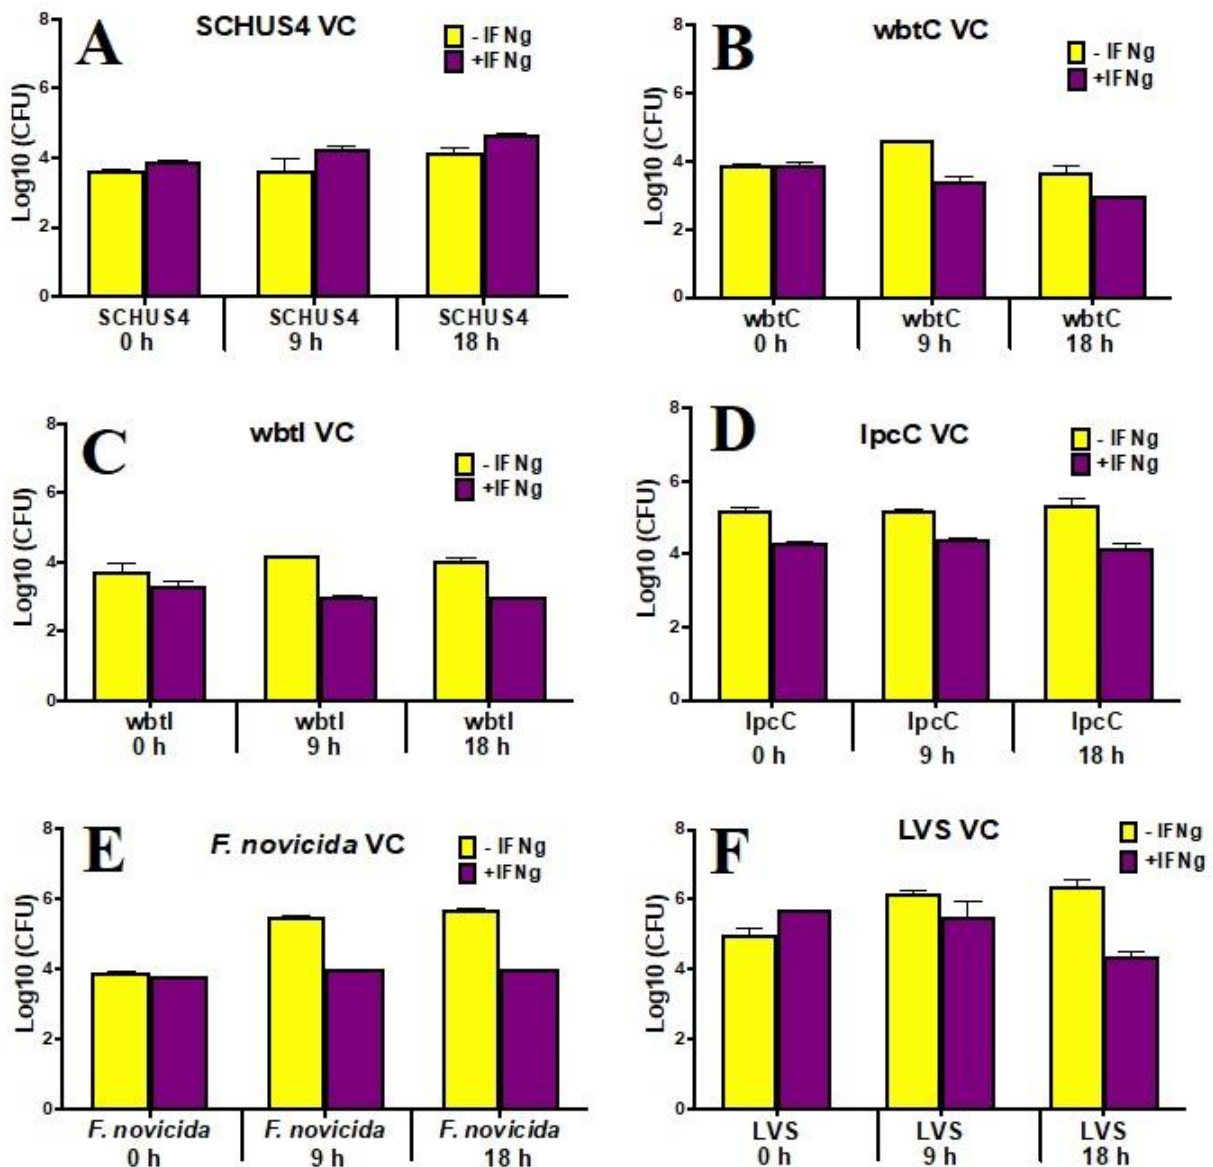 A
SCHUS4 VC
- IFNg
+IFNg
Log10 (CFU)
8
6
4
2
0
SCHUS4 SCHUS4 SCHUS4
0 h 9 h 18 h
B
wbtC VC
- IFNg
+IFNg
Log10 (CFU)
8
6
4
2
0
wbtC wbtC wbtC
0 h 9 h 18 h
C
wbtI VC
- IFNg
+IFNg
Log10 (CFU)
8
6
4
2
0
wbtI wbtI wbtI
0 h 9 h 18 h
D
lpcC VC
- IFNg
+IFNg
Log10 (CFU)
8
6
4
2
0
lpcC lpcC lpcC
0 h 9 h 18 h
E
F. novicida VC
- IFNg
+IFNg
Log10 (CFU)
8
6
4
2
0
F. novicida F. novicida F. novicida
0 h 9 h 18 h
F
LVS VC
- IFNg
+IFNg
Log10 (CFU)
8
6
4
2
0
LVS LVS LVS
0 h 9 h 18 h